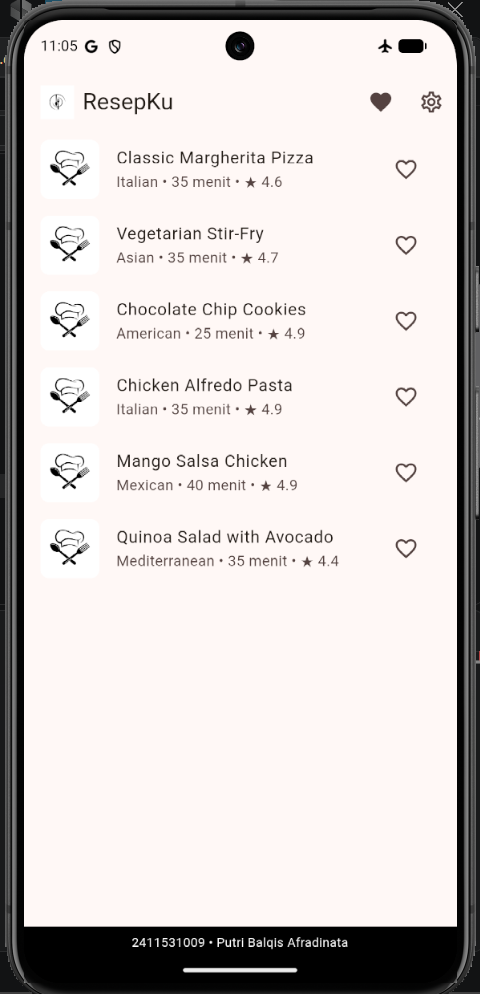 11:05
ResepKu
Classic Margherita Pizza
Italian • 35 menit • ★ 4.6
Vegetarian Stir-Fry
Asian • 35 menit • ★ 4.7
Chocolate Chip Cookies
American • 25 menit • ★ 4.9
Chicken Alfredo Pasta
Italian • 35 menit • ★ 4.9
Mango Salsa Chicken
Mexican • 40 menit • ★ 4.9
Quinoa Salad with Avocado
Mediterranean • 35 menit • ★ 4.4
2411531009 • Putri Balqis Afradinata